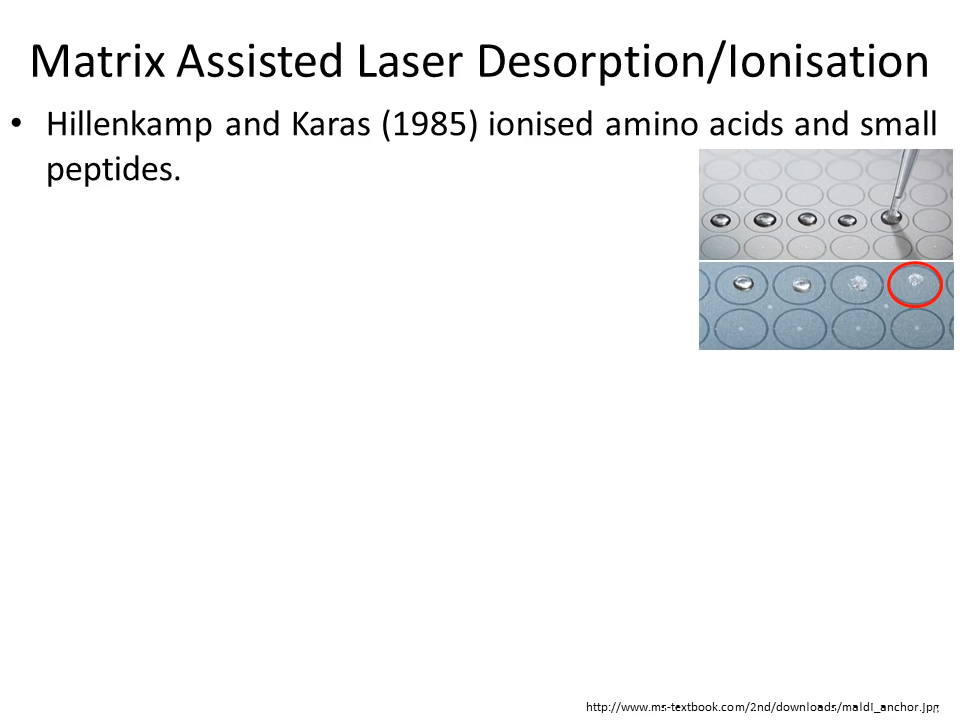 Matrix Assisted Laser Desorption/Ionisation
• Hillenkamp and Karas (1985) ionised amino acids and small
peptides.
http://www.ms-textbook.com/2nd/downloads/maldi_anchor.jpg